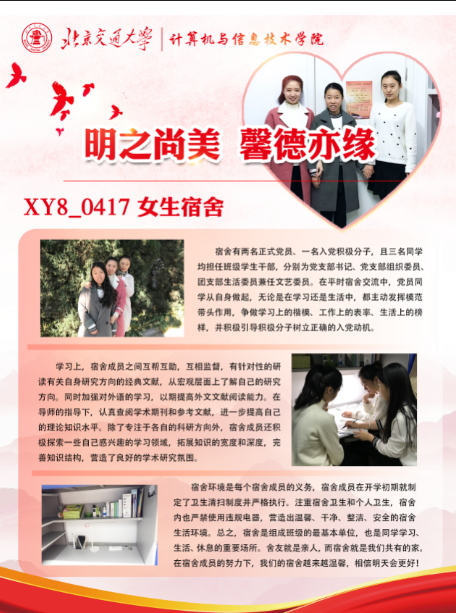 北京交通大学 计算机与信息技术学院
明之尚美 馨德亦缘
XY8_0417 女生宿舍
宿舍有两名正式党员、一名入党积极分子，且三名同学
均担任班级学生干部，分别为党支部书记、党支部组织委员、
团支部生活委员兼任文艺委员。在平时宿舍交流中，党员同
学从自身做起，无论是在学习还是生活中，都主动发挥模范
带头作用，争做学习上的楷模、工作上的表率、生活上的榜
样，并积极引导积极分子树立正确的入党动机。
学习上，宿舍成员之间互帮互助，互相监督，有针对性的研
读有关自身研究方向的经典文献，从宏观层面上了解自己的研究
方向。同时加强对外语的学习，以期提高外文文献阅读能力。在
导师的指导下，认真查阅学术期刊和参考文献，进一步提高自己
的理论知识水平。除了专注于各自的科研方向外，宿舍成员还积
极探索一些自己感兴趣的学习领域，拓展知识的宽度和深度，完
善知识结构，营造了良好的学术研究氛围。
宿舍环境是每个宿舍成员的义务，宿舍成员在开学初期就制
定了卫生清扫制度并严格执行。注重宿舍卫生和个人卫生，宿舍
内也严禁使用违规电器，营造出温馨、干净、整洁、安全的宿舍
生活环境。总之，宿舍是组成班级的最基本单位，也是同学学习、
生活、休息的重要场所。舍友就是亲人,而宿舍就是我们共有的家，
在宿舍成员的努力下，我们的宿舍越来越温馨，相信明天会更好！